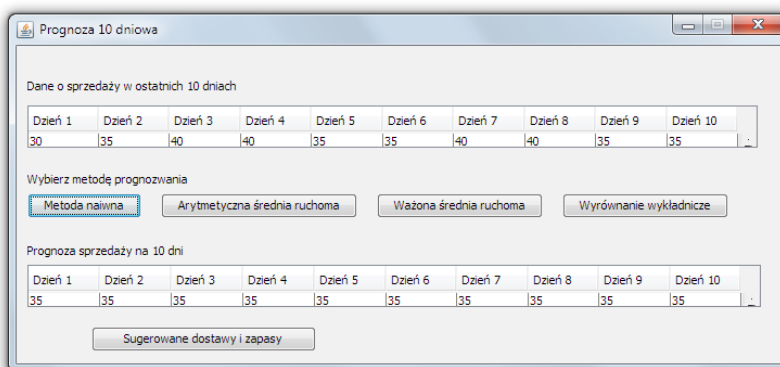 Prognoza 10 dniowa
Dane o sprzedaży w ostatnich 10 dniach
Dzień 1 Dzień 2 Dzień 3 Dzień 4 Dzień 5 Dzień 6 Dzień 7 Dzień 8 Dzień 9 Dzień 10
30 35 40 40 35 35 40 40 35 35
Wybierz metodę prognozwania
Metoda naiwna Arytmetyczna średnia ruchoma Ważona średnia ruchoma Wyrównanie wykładnicze
Prognoza sprzedaży na 10 dni
Dzień 1 Dzień 2 Dzień 3 Dzień 4 Dzień 5 Dzień 6 Dzień 7 Dzień 8 Dzień 9 Dzień 10
35 35 35 35 35 35 35 35 35 35
Sugerowane dostawy i zapasy